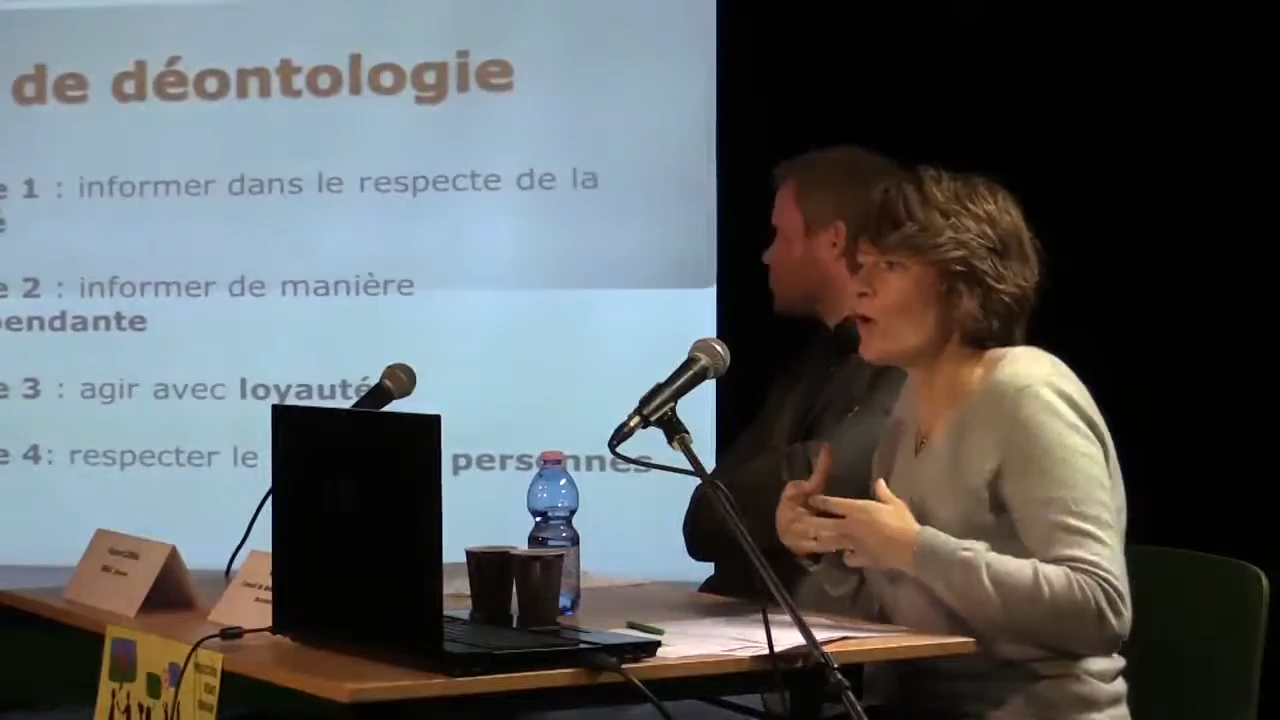 de déontologie
e 1 : informer dans le respecte de la
é
e 2 : informer de manière
pendante
e 3 : agir avec loyauté
e 4: respecter le personnes